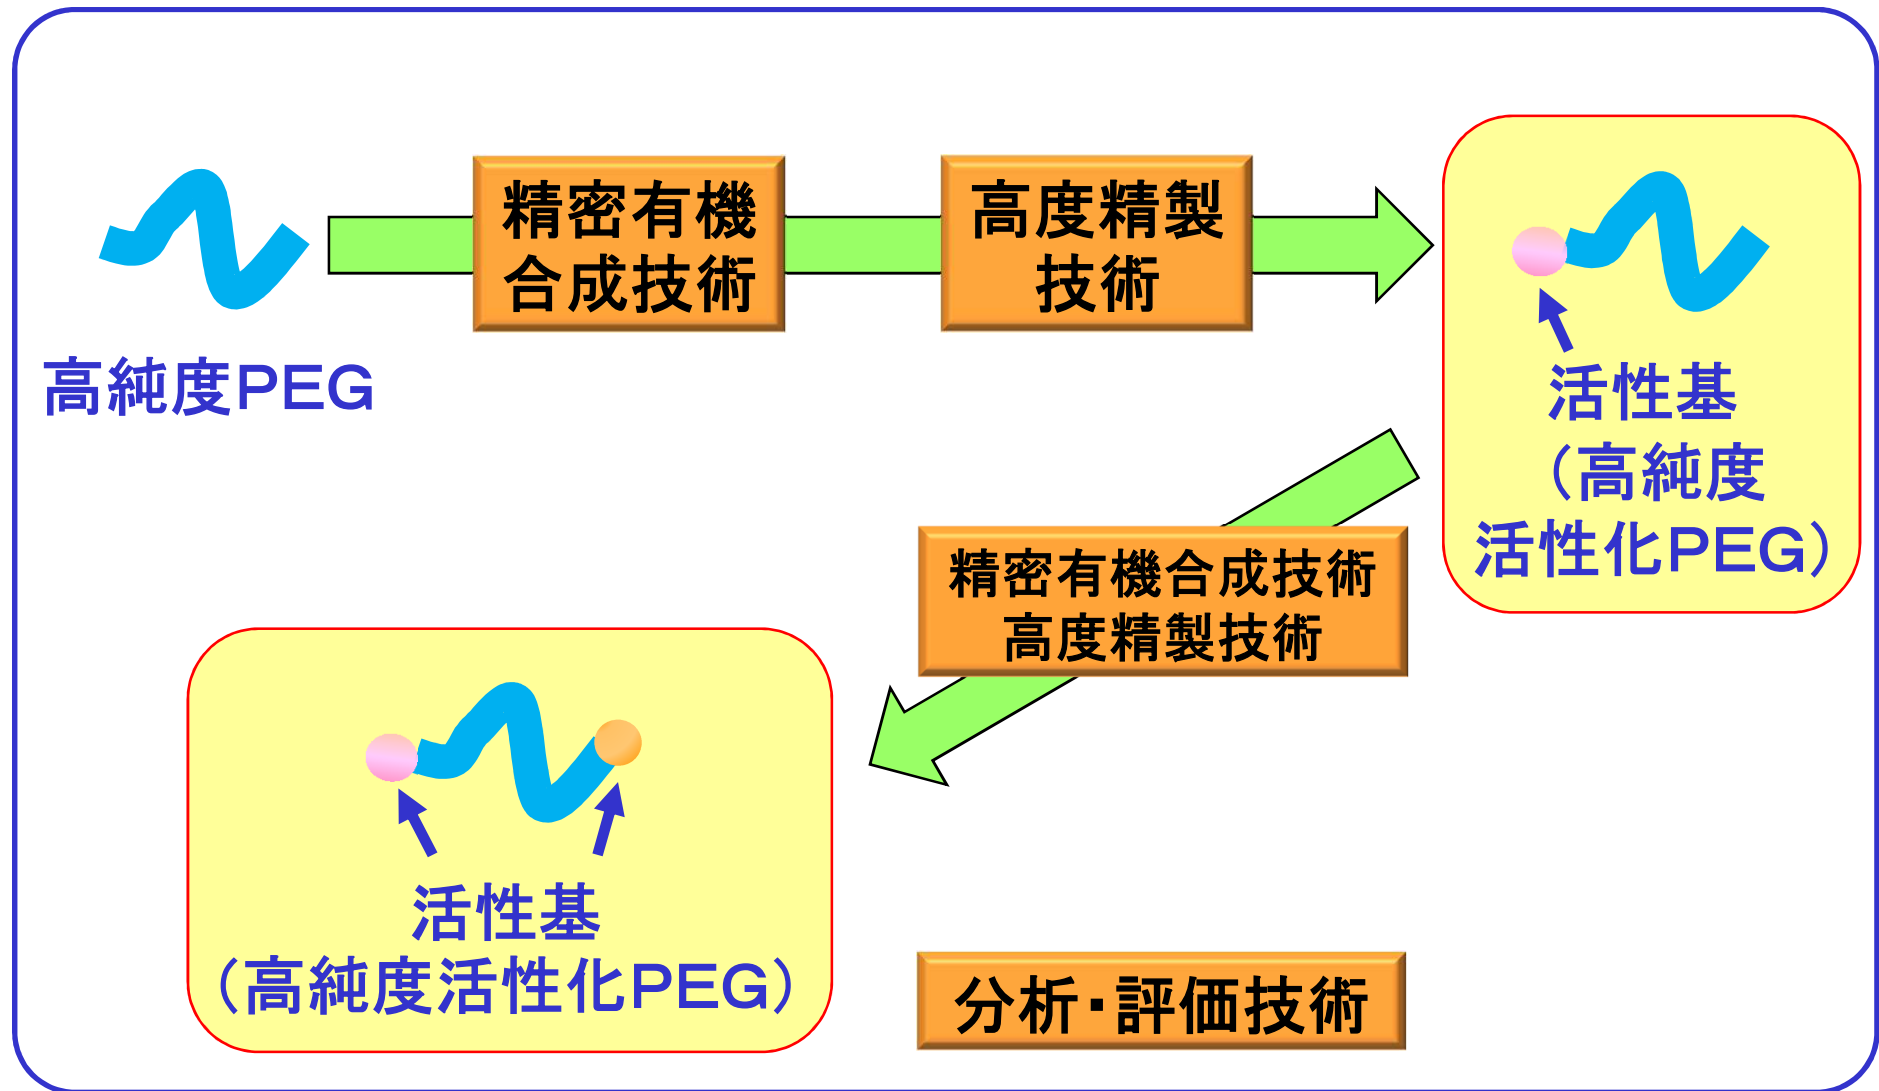 精密有機
合成技術
高度精製
技術
高純度PEG
活性基
（高純度
活性化PEG）
精密有機合成技術
高度精製技術
活性基
（高純度活性化PEG）
分析・評価技術